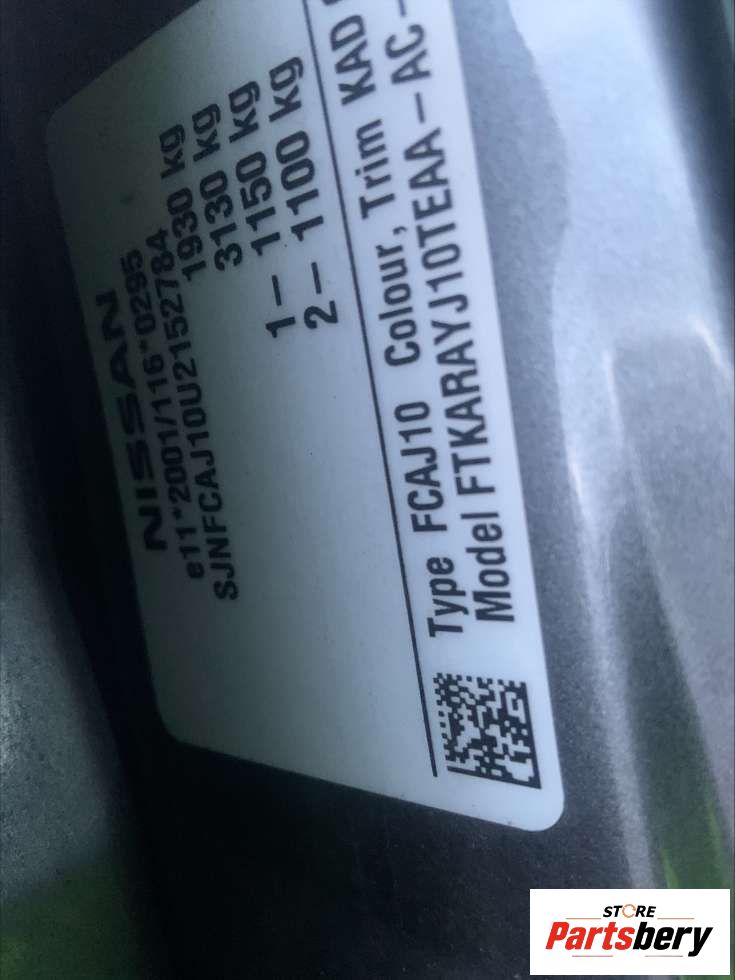 NISSAN
e11*2001/116*0295
SJNFCAJ10U2152784
1930 kg
3130 kg
1– 1150 kg
2– 1100 kg
Type FCAJ10 Colour, Trim KAD
Model FTKARAYJ10TEAA–AC–
STORE
Partsbery